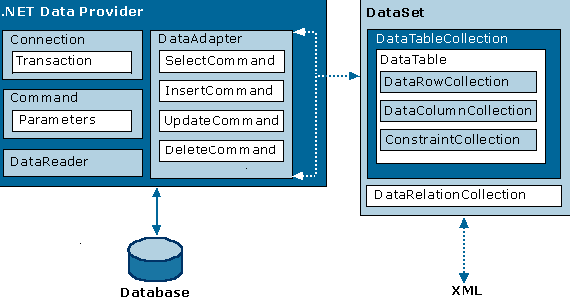 .NET Data Provider
Connection
Transaction
Command
Parameters
DataReader
DataAdapter
SelectCommand
InsertCommand
UpdateCommand
DeleteCommand
Database
DataSet
DataTableCollection
DataTable
DataRowCollection
DataColumnCollection
ConstraintCollection
DataRelationCollection
XML